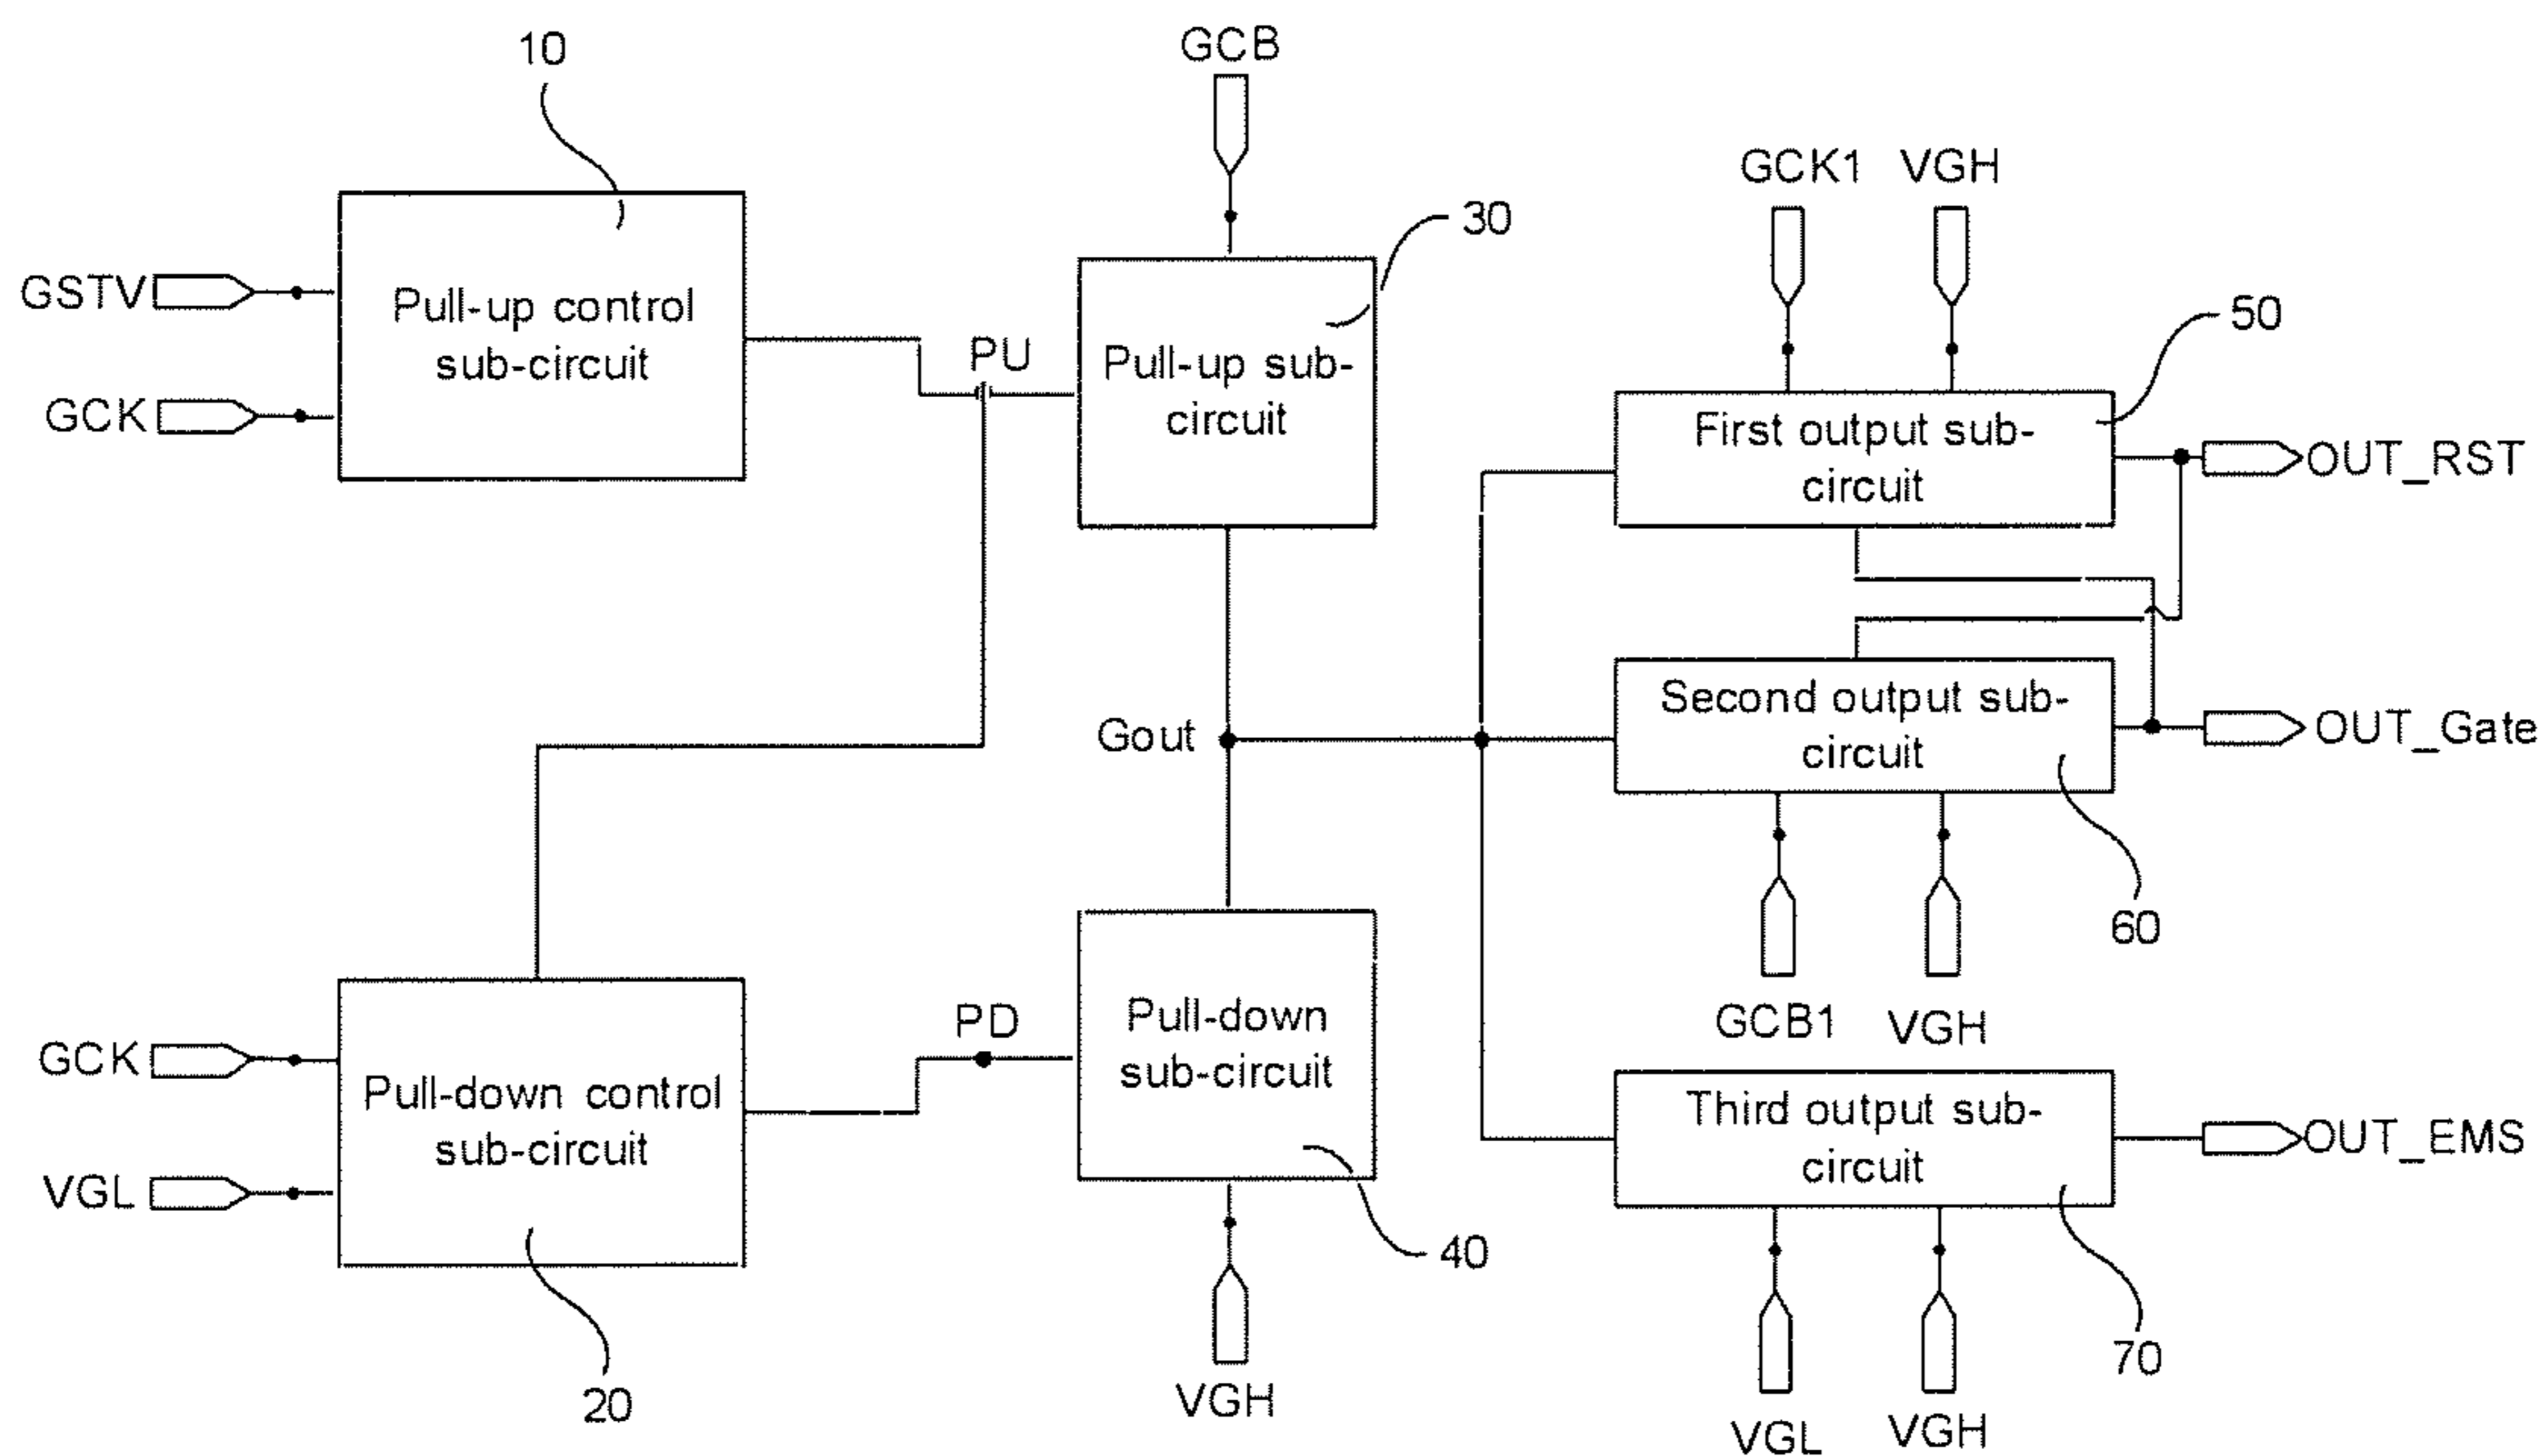 10
GCB
GCK1
VGH
30
GSTV
Pull-up control
sub-circuit
GCK
PU
Pull-up sub-
circuit
50
First output sub-
circuit
OUT_RST
Gout
Second output sub-
circuit
OUT_Gate
60
GCB1
VGH
GCK
VGL
Pull-down control
sub-circuit
PD
Pull-down
sub-circuit
Third output sub-
circuit
OUT_EMS
40
70
20
VGH
VGL
VGH